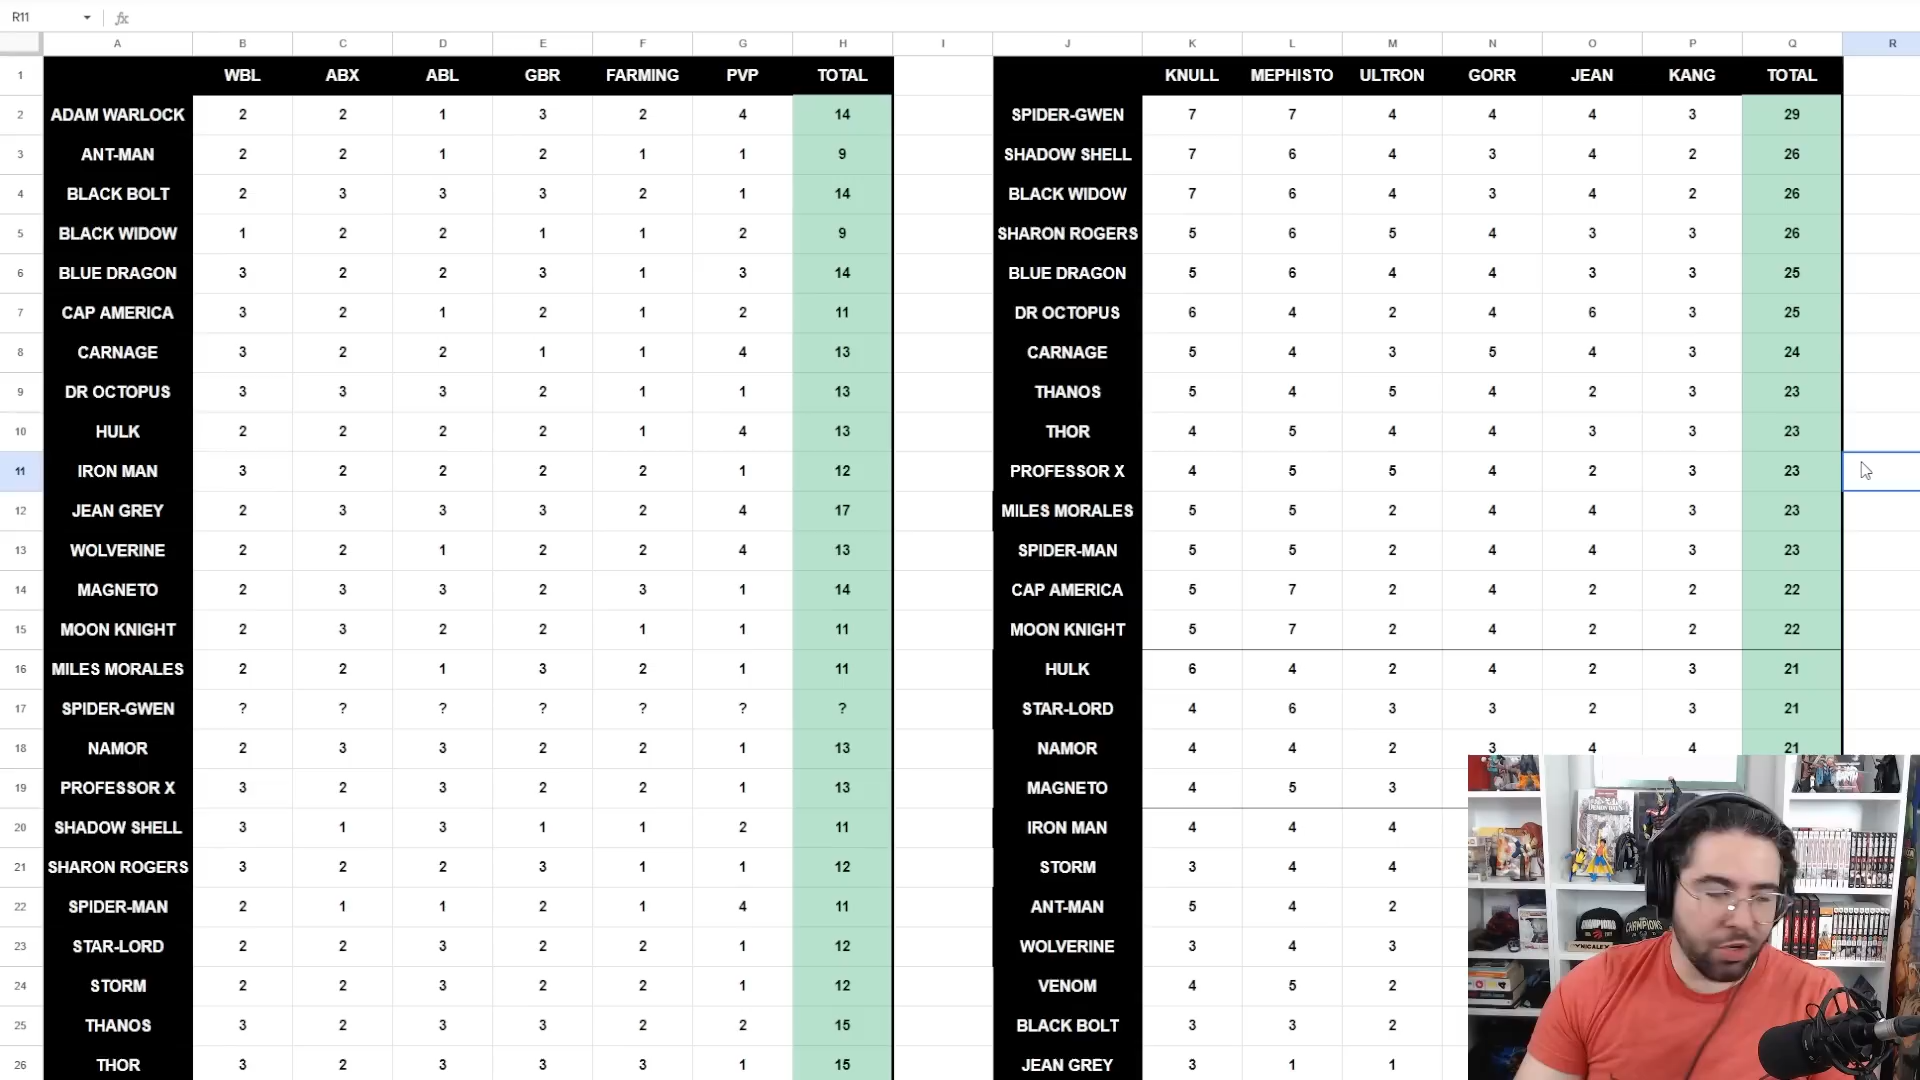 R11 fx
A B C D E F G H I J K L M N O P Q R
1 WBL ABX ABL GBR FARMING PVP TOTAL KNULL MEPHISTO ULTRON GORR JEAN KANG TOTAL
2 ADAM WARLOCK 2 2 1 3 2 4 14 SPIDER-GWEN 7 7 4 4 4 3 29
3 ANT-MAN 2 2 1 2 1 1 9 SHADOW SHELL 7 6 4 3 4 2 26
4 BLACK BOLT 2 3 3 3 2 1 14 BLACK WIDOW 7 6 4 3 4 2 26
5 BLACK WIDOW 1 2 2 1 1 2 9 SHARON ROGERS 5 6 5 4 3 3 26
6 BLUE DRAGON 3 2 2 3 1 3 14 BLUE DRAGON 5 6 4 4 3 3 25
7 CAP AMERICA 3 2 1 2 1 2 11 DR OCTOPUS 6 4 2 4 6 3 25
8 CARNAGE 3 2 2 1 1 4 13 CARNAGE 5 4 3 5 4 3 24
9 DR OCTOPUS 3 3 3 2 1 1 13 THANOS 5 4 5 4 2 3 23
10 HULK 2 2 2 2 1 4 13 THOR 4 5 4 4 3 3 23
11 IRON MAN 3 2 2 2 2 1 12 PROFESSOR X 4 5 5 4 2 3 23
12 JEAN GREY 2 3 3 3 2 4 17 MILES MORALES 5 5 2 4 4 3 23
13 WOLVERINE 2 2 1 2 2 4 13 SPIDER-MAN 5 5 2 4 4 3 23
14 MAGNETO 2 3 3 2 3 1 14 CAP AMERICA 5 7 2 4 2 2 22
15 MOON KNIGHT 2 3 2 2 1 1 11 MOON KNIGHT 5 7 2 4 2 2 22
16 MILES MORALES 2 2 1 3 2 1 11 HULK 6 4 2 4 2 3 21
17 SPIDER-GWEN ? ? ? ? ? ? ? STAR-LORD 4 6 3 3 2 3 21
18 NAMOR 2 3 3 2 2 1 13 NAMOR 4 4 2 3 4 4 21
19 PROFESSOR X 3 2 3 2 2 1 13 MAGNETO 4 5 3
20 SHADOW SHELL 3 1 3 1 1 2 11 IRON MAN 4 4 4
21 SHARON ROGERS 3 2 2 3 1 1 12 STORM 3 4 4
22 SPIDER-MAN 2 1 1 2 1 4 11 ANT-MAN 5 4 2
23 STAR-LORD 2 2 3 2 2 1 12 WOLVERINE 3 4 3
24 STORM 2 2 3 2 2 1 12 VENOM 4 5 2
25 THANOS 3 2 3 3 2 2 15 BLACK BOLT 3 3 2
26 THOR 3 2 3 3 3 1 15 JEAN GREY 3 1 1